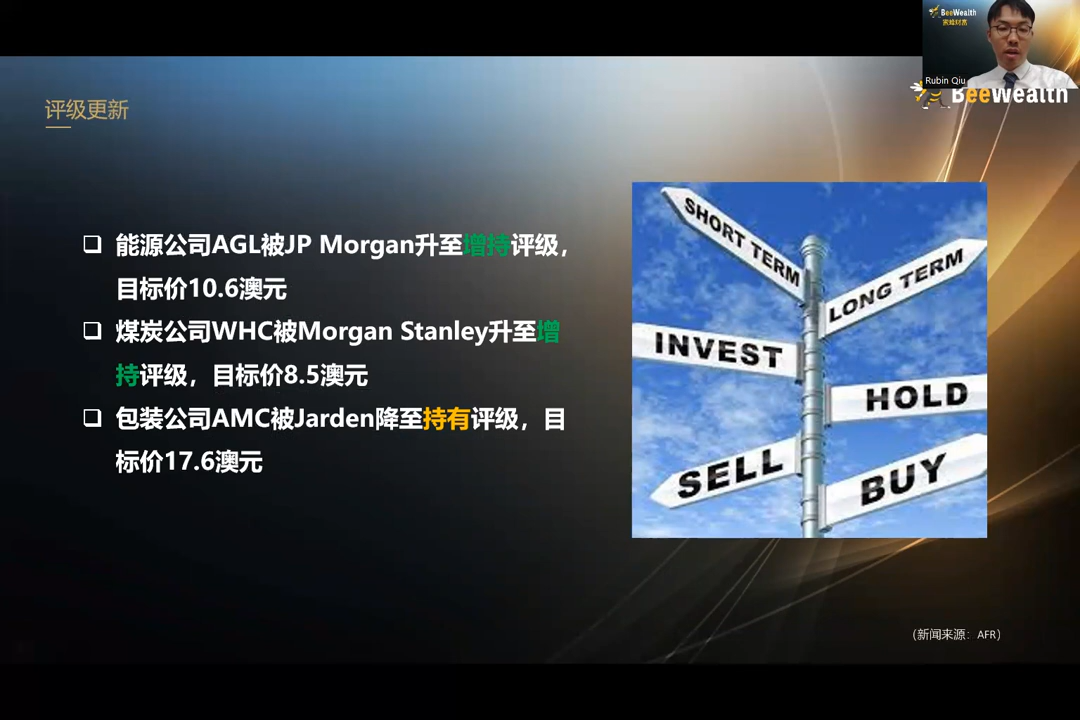 BeeWealth
蜜蜂财富
Rubin Qiu
BeeWealth
评级更新
❑ 能源公司AGL被JP Morgan升至增持评级，
目标价10.6澳元
❑ 煤炭公司WHC被Morgan Stanley升至增
持评级，目标价8.5澳元
❑ 包装公司AMC被Jarden降至持有评级，目
标价17.6澳元
SHORT TERM
LONG TERM
INVEST
HOLD
SELL
BUY
(新闻来源：AFR)